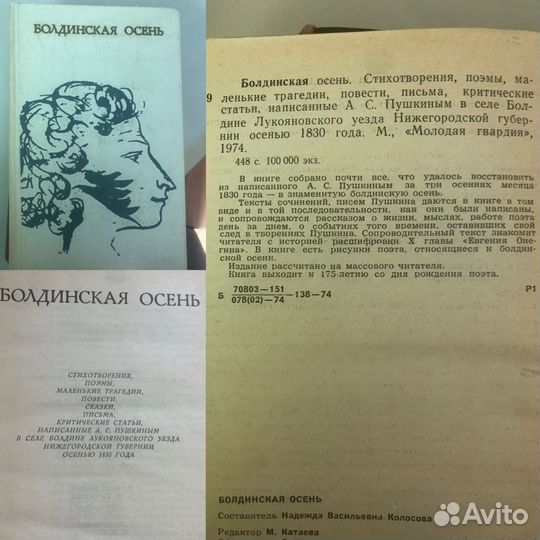 БОЛДИНСКАЯ ОСЕНЬ
БОЛДИНСКАЯ ОСЕНЬ
СТИХОТВОРЕНИЯ,
ПОЭМЫ,
МАЛЕНЬКИЕ ТРАГЕДИИ,
ПОВЕСТИ,
СКАЗКИ,
ПИСЬМА,
КРИТИЧЕСКИЕ СТАТЬИ,
НАПИСАННЫЕ А. С. ПУШКИНЫМ
В СЕЛЕ БОЛДИНЕ ЛУКОЯНОВСКОГО УЕЗДА
НИЖЕГОРОДСКОЙ ГУБЕРНИИ
ОСЕНЬЮ 1830 ГОДА
Болдинская осень. Стихотворения, поэмы, ма-
9 ленькие трагедии, повести, письма, критические
статьи, написанные А. С. Пушкиным в селе Бол-
дине Лукояновского уезда Нижегородской губер-
нии осенью 1830 года. М., «Молодая гвардия»,
1974.
448 с. 100 000 экз.
В книге собрано почти все, что удалось восстановить
из написанного А. С. Пушкиным за три осенних месяца
1830 года — в знаменитую болдинскую осень.
Тексты сочинений, писем Пушкина даются в книге в том
виде и в той последовательности, как они были написаны,
и сопровождаются рассказом о жизни, мыслях, работе поэта
день за днем, о событиях того времени, оставивших свой
след в творениях Пушкина. Сопроводительный текст знакомит
читателя с историей расшифровки X главы «Евгения Оне-
гина». В книге есть рисунки поэта, относящиеся к болдин-
ской осени.
Издание рассчитано на массового читателя.
Книга выходит к 175-летию со дня рождения поэта.
Б 70803—151
078(02)—74 —138—74 Р1
БОЛДИНСКАЯ ОСЕНЬ
Составитель Надежда Васильевна Колосова
Редактор М. Катаева
Avito